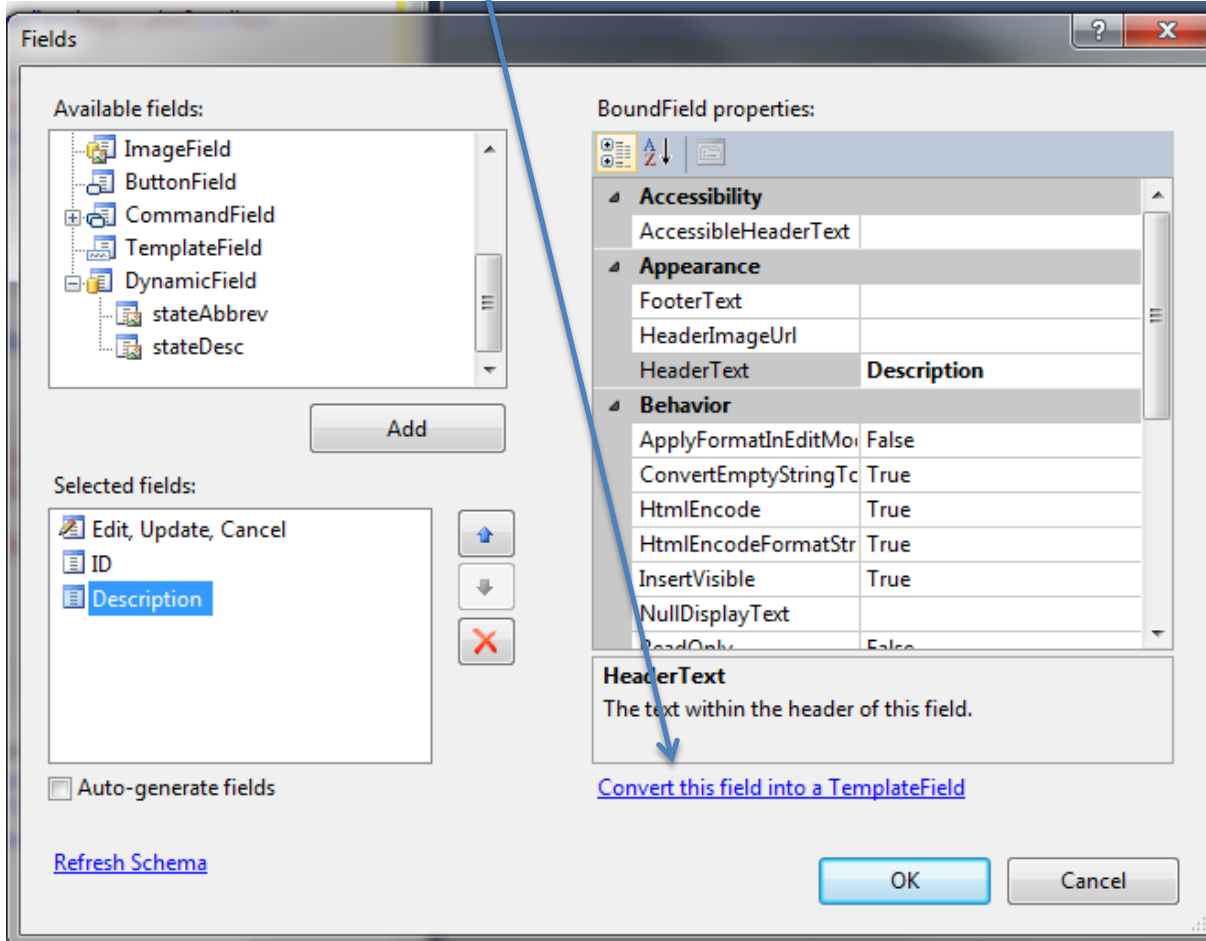 Fields
?
X
Available fields:
ImageField
ButtonField
CommandField
TemplateField
DynamicField
stateAbbrev
stateDesc
Add
Selected fields:
Edit, Update, Cancel
ID
Description
Auto-generate fields
Refresh Schema
BoundField properties:
A
Z
Accessibility
AccessibleHeaderText
Appearance
FooterText
HeaderImageUrl
HeaderText Description
Behavior
ApplyFormatInEditMo False
ConvertEmptyStringTo True
HtmlEncode True
HtmlEncodeFormatStr True
InsertVisible True
NullDisplayText
ReadOnly False
HeaderText
The text within the header of this field.
Convert this field into a TemplateField
OK
Cancel